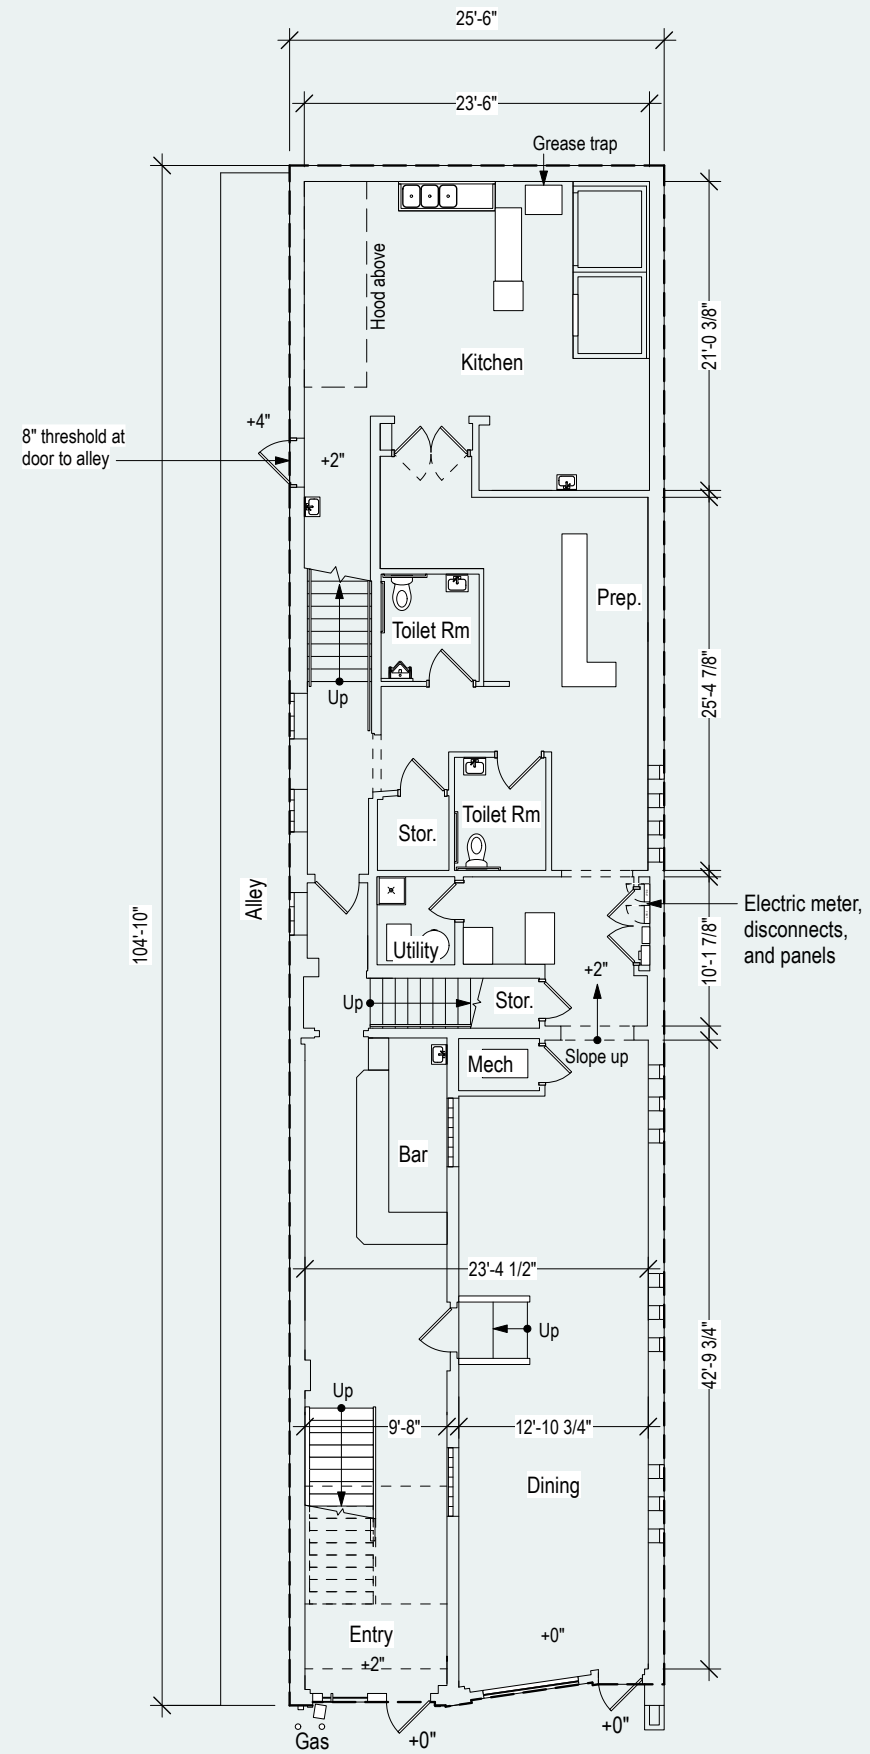 25'-6"
23'-6"
Grease trap
Hood above
21'-0 3/8"
Kitchen
+4"
8" threshold at
door to alley
+2"
Prep.
Toilet Rm
25'-4 7/8"
Up
Toilet Rm
Stor.
Alley
104'-10"
Electric meter,
disconnects,
and panels
10'-1 7/8"
Utility
+2"
Up
Stor.
Slope up
Mech
Bar
23'-4 1/2"
Up
42'-9 3/4"
Up
9'-8"
12'-10 3/4"
Dining
Entry
+0"
+2"
+0"
+0"
Gas